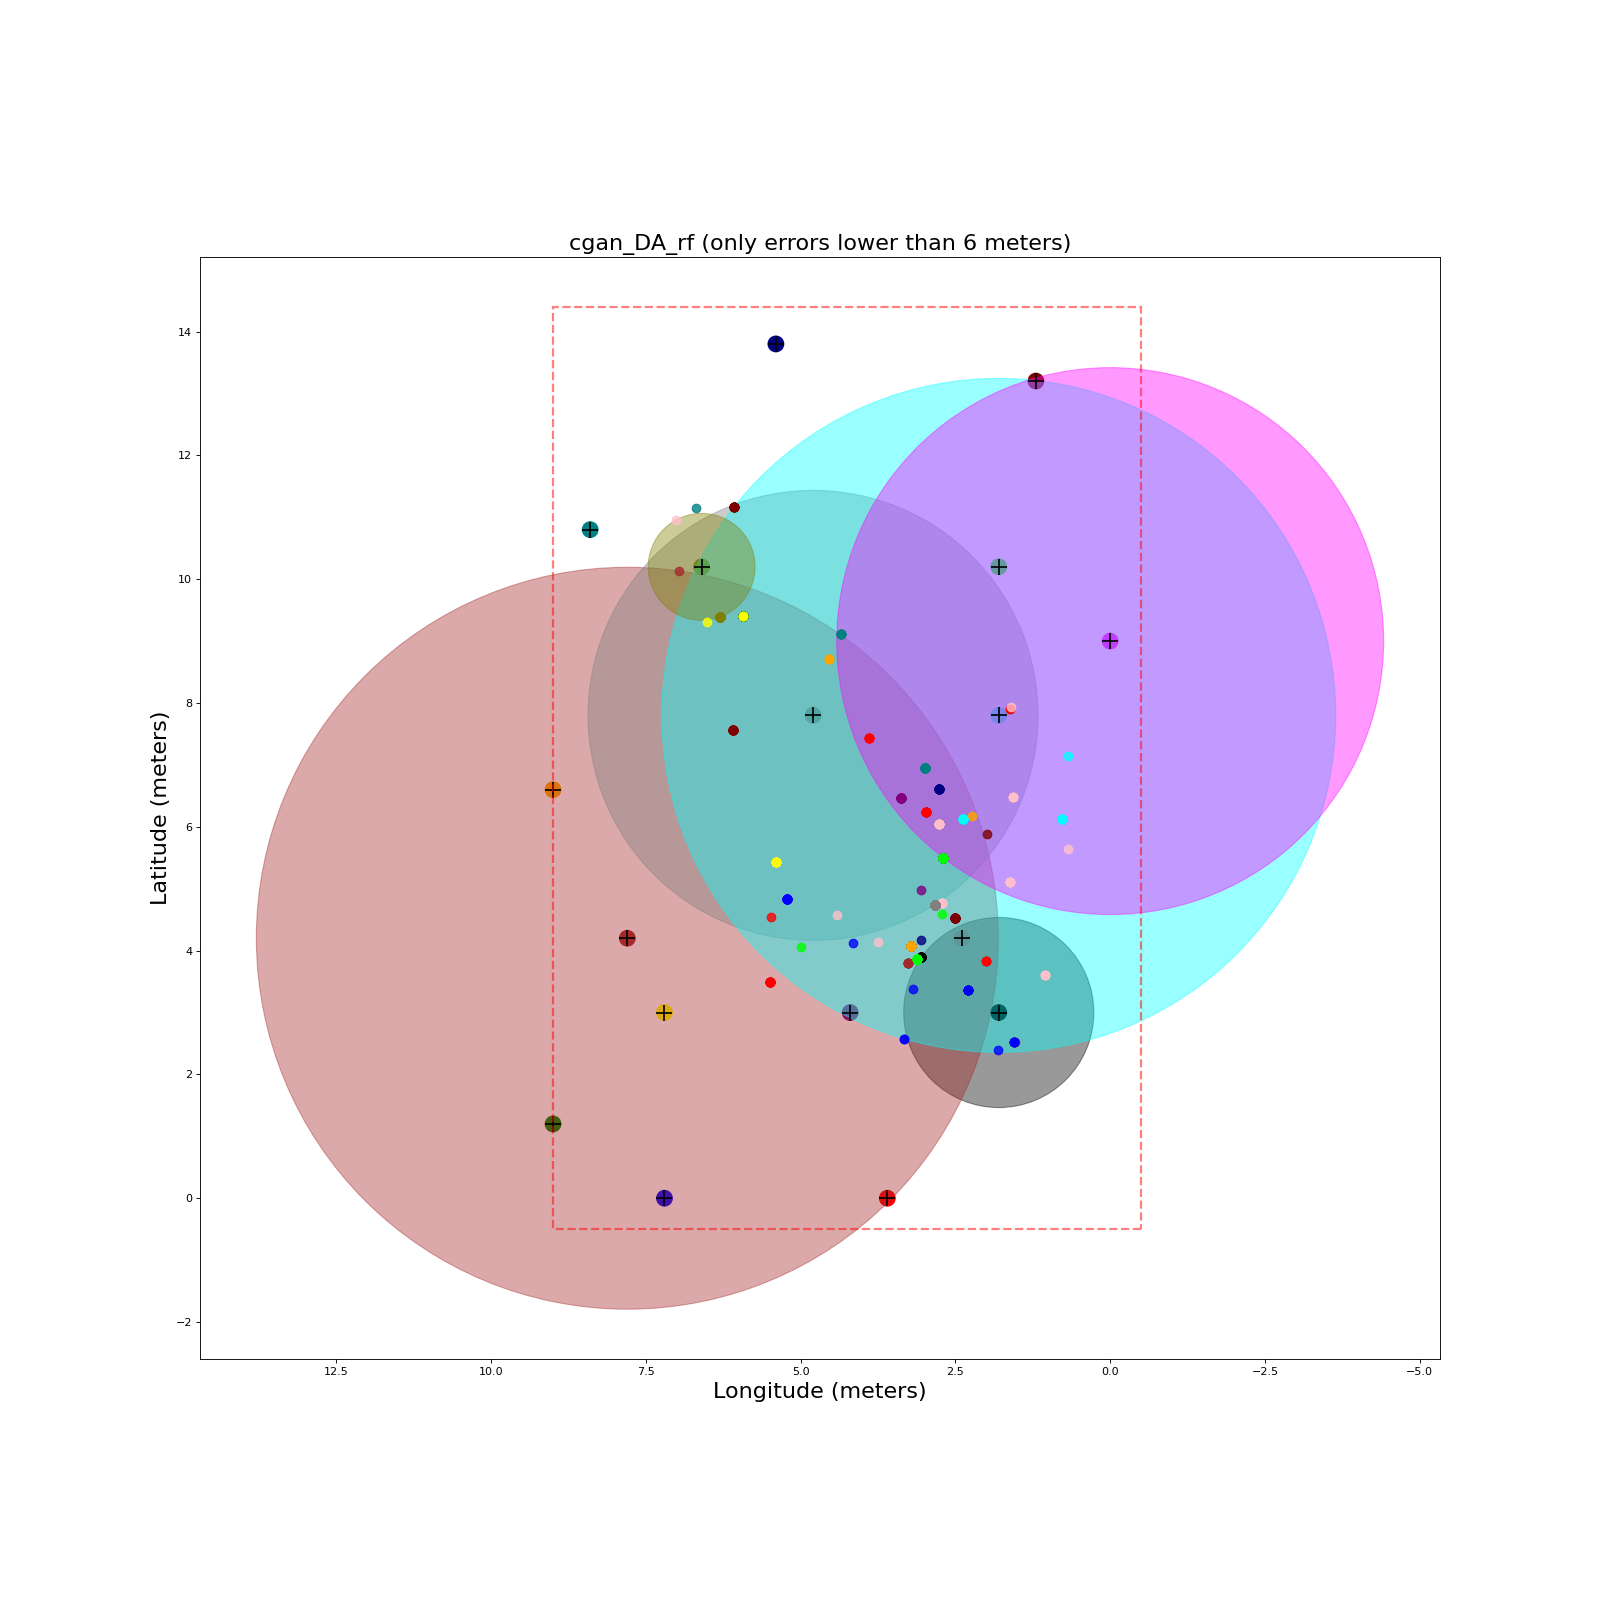 cgan_DA_rf (only errors lower than 6 meters)
14
12
10
8
6
4
2
0
−2
Latitude (meters)
12.5 10.0 7.5 5.0 2.5 0.0 −2.5 −5.0
Longitude (meters)